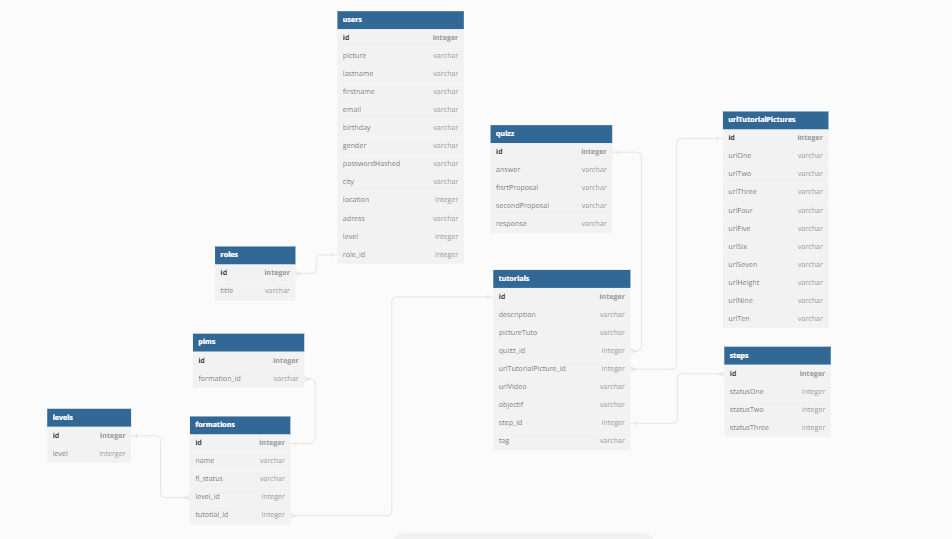 users
id integer
picture varchar
lastname varchar
firstname varchar
email varchar
birthday varchar
gender varchar
passwordHashed varchar
city varchar
location integer
adress varchar
level integer
role_id integer
quizz
id integer
answer varchar
fisrtProposal varchar
secondProposal varchar
response varchar
urlTutorialPictures
id integer
urlOne varchar
urlTwo varchar
urlThree varchar
urlFour varchar
urlFive varchar
urlSix varchar
urlSeven varchar
urlHeight varchar
urlNine varchar
urlTen varchar
roles
id integer
title varchar
tutorials
id integer
description varchar
pictureTuto varchar
quizz_id integer
urlTutorialPicture_id integer
urlVideo varchar
objectif varchar
step_id integer
tag varchar
pims
id integer
formation_id varchar
steps
id integer
statusOne integer
statusTwo integer
statusThree integer
levels
id integer
level interger
formations
id integer
name varchar
fl_status varchar
level_id integer
tutotial_id integer